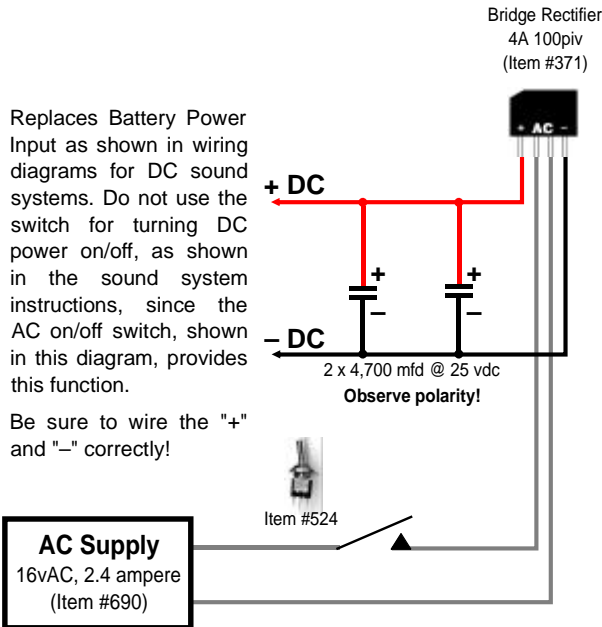 Bridge Rectifier
4A 100piv
(Item #371)
+ AC –
Replaces Battery Power
Input as shown in wiring
diagrams for DC sound
systems. Do not use the
switch for turning DC
power on/off, as shown
in the sound system
instructions, since the
AC on/off switch, shown
in this diagram, provides
this function.
Be sure to wire the "+"
and "–" correctly!
+ DC
+
+
–
–
– DC
2 x 4,700 mfd @ 25 vdc
Observe polarity!
Item #524
AC Supply
16vAC, 2.4 ampere
(Item #690)